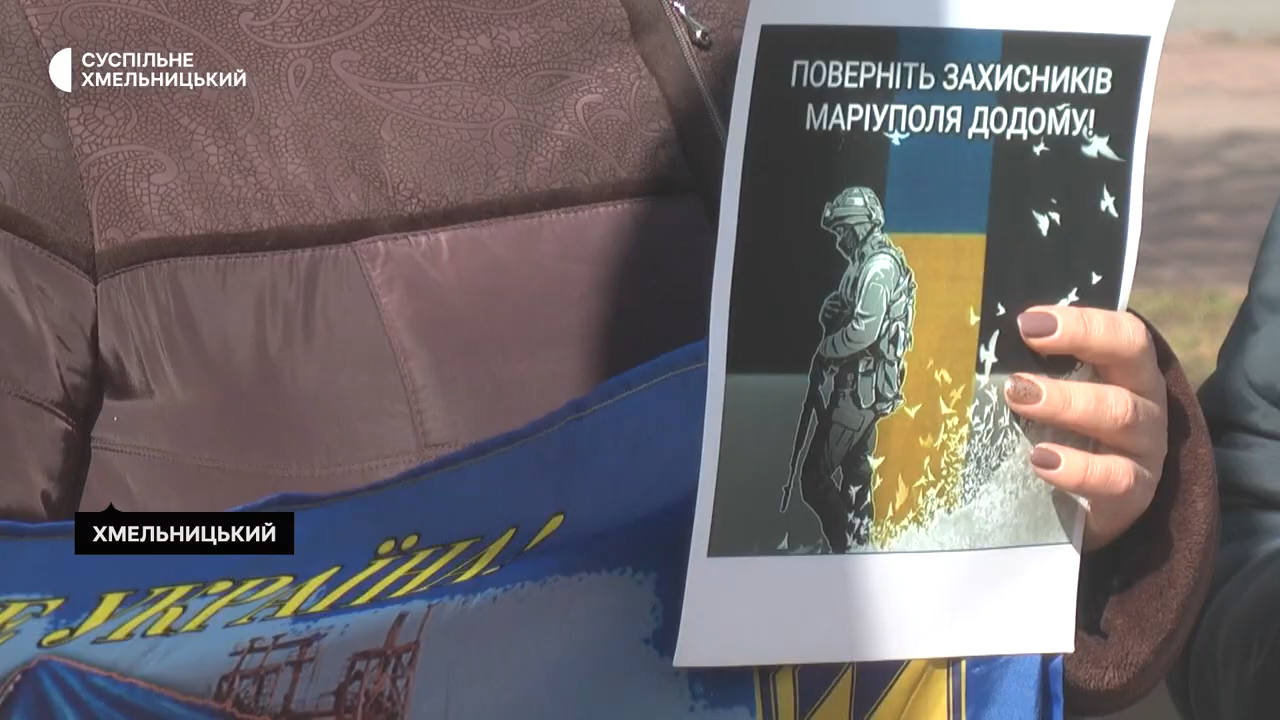 СУСПІЛЬНЕ
ХМЕЛЬНИЦЬКИЙ
ПОВЕРНІТЬ ЗАХИСНИКІВ
МАРІУПОЛЯ ДОДОМУ!
ХМЕЛЬНИЦЬКИЙ
УКРАЇНА!